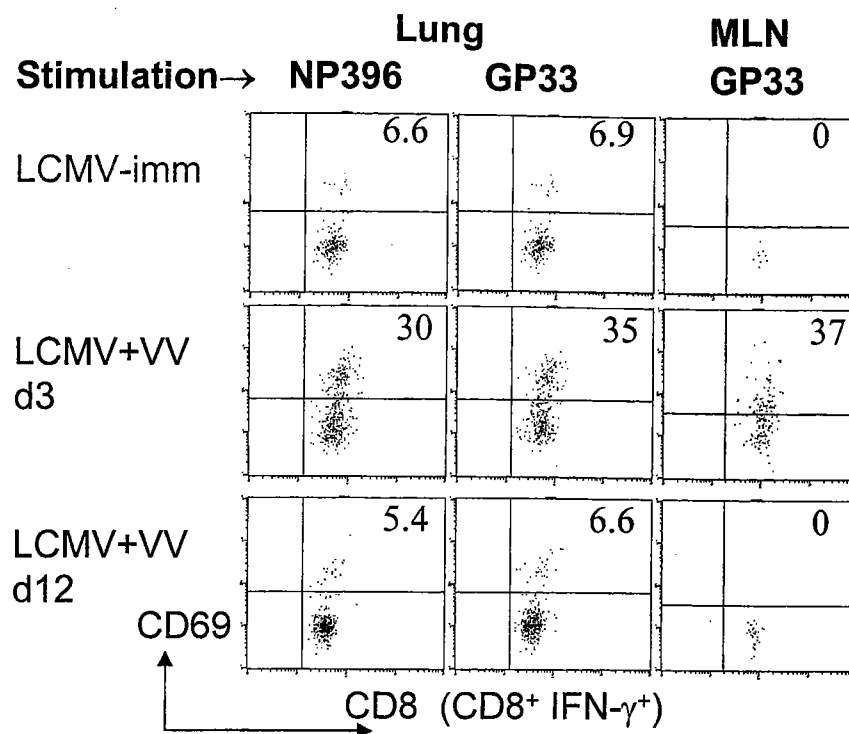 Lung MLN
Stimulation→ NP396 GP33 GP33
LCMV-imm 6.6 6.9 0
LCMV+VV 30 35 37
d3
LCMV+VV 5.4 6.6 0
d12
CD69
CD8 (CD8⁺ IFN-γ⁺)